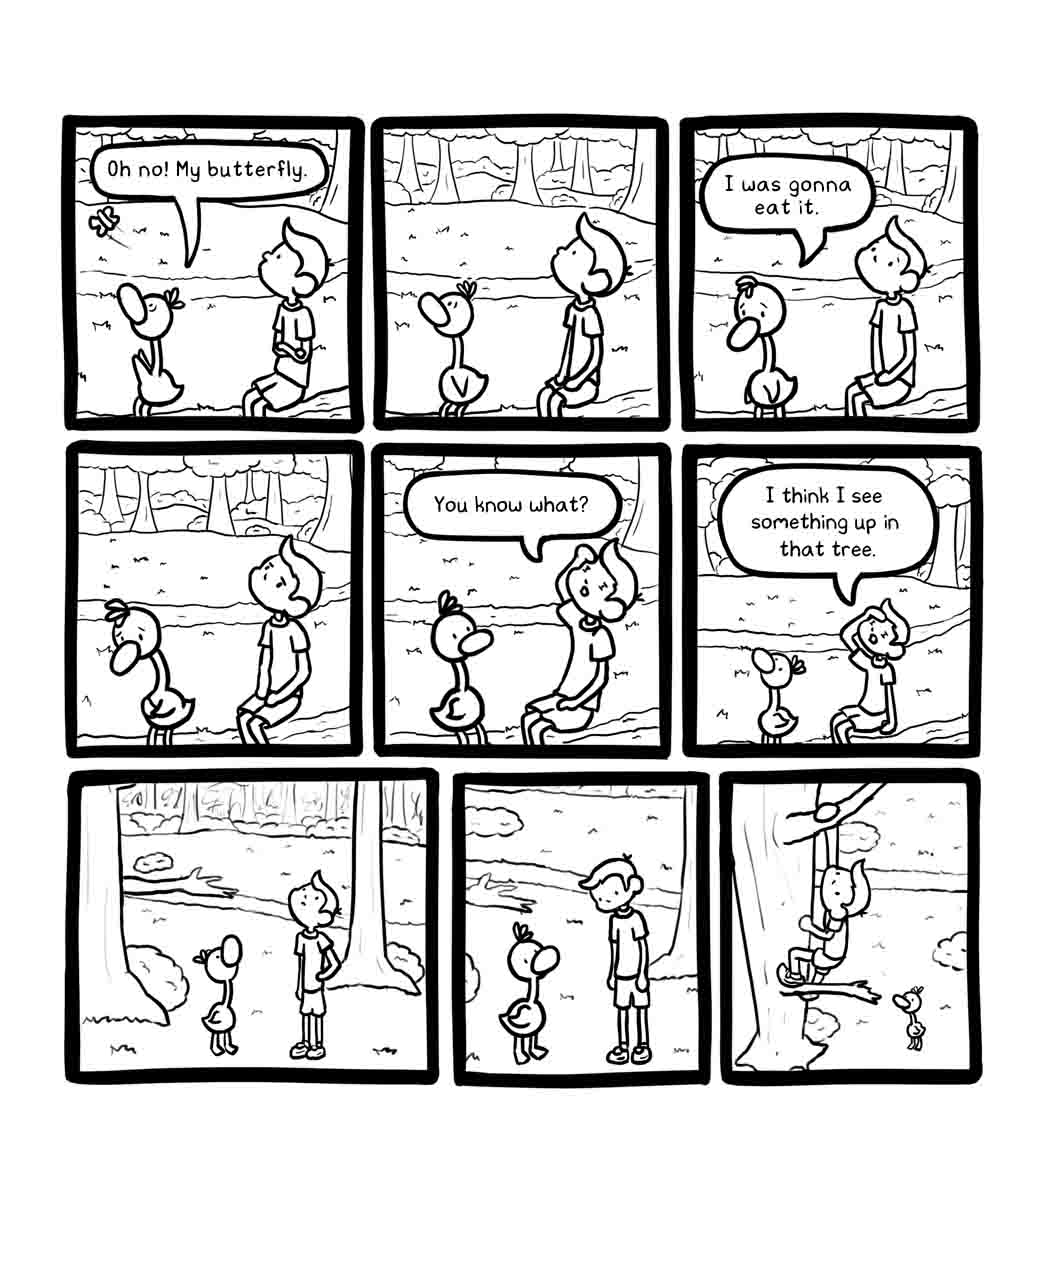 Oh no! My butterfly.
I was gonna
eat it.
You know what?
I think I see
something up in
that tree.